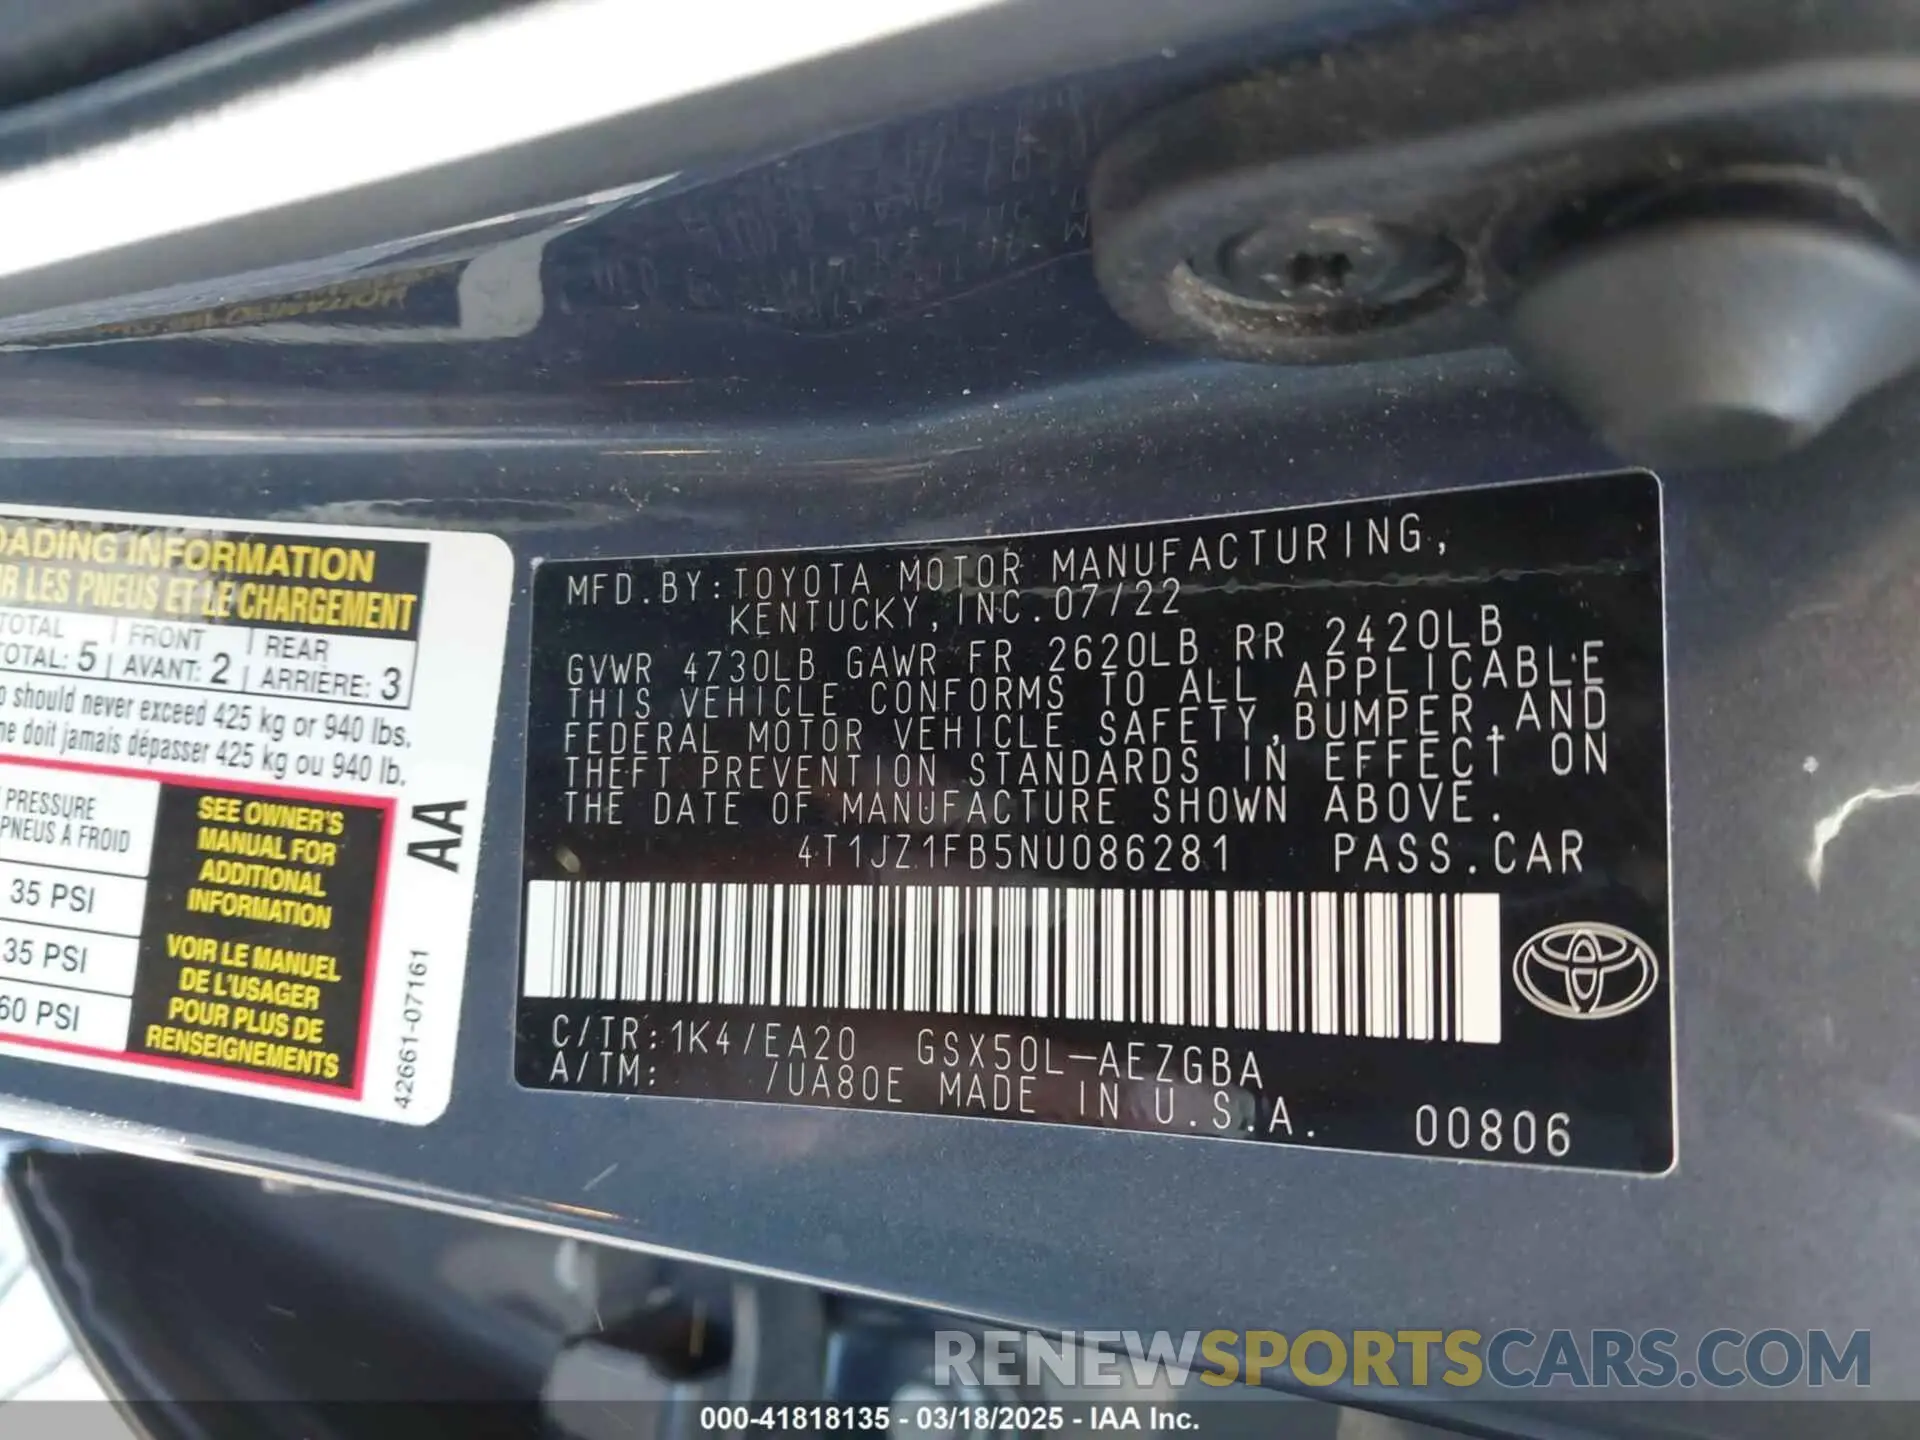 OADING INFORMATION
R LES PNEUS ET LE CHARGEMENT
TOTAL | FRONT | REAR
TOTAL: 5 | AVANT: 2 | ARRIÈRE: 3
o should never exceed 425 kg or 940 lbs.
ne doit jamais dépasser 425 kg ou 940 lb.
PRESSURE
PNEUS À FROID
35 PSI
35 PSI
60 PSI
SEE OWNER'S
MANUAL FOR
ADDITIONAL
INFORMATION
VOIR LE MANUEL
DE L'USAGER
POUR PLUS DE
RENSEIGNEMENTS
AA
42661-07161
MFD.BY:TOYOTA MOTOR MANUFACTURING,
KENTUCKY,INC.07/22
GVWR 4730LB GAWR FR 2620LB RR 2420LB
THIS VEHICLE CONFORMS TO ALL APPLICABLE
FEDERAL MOTOR VEHICLE SAFETY,BUMPER,AND
THEFT PREVENTION STANDARDS IN EFFECT ON
THE DATE OF MANUFACTURE SHOWN ABOVE.
4T1JZ1FB5NU086281 PASS.CAR
C/TR:1K4/EA20 GSX50L-AEZGBA
A/TM: /UA80E MADE IN U.S.A.
00806
RENEWSPORTSCARS.COM
000-41818135 - 03/18/2025 - IAA Inc.